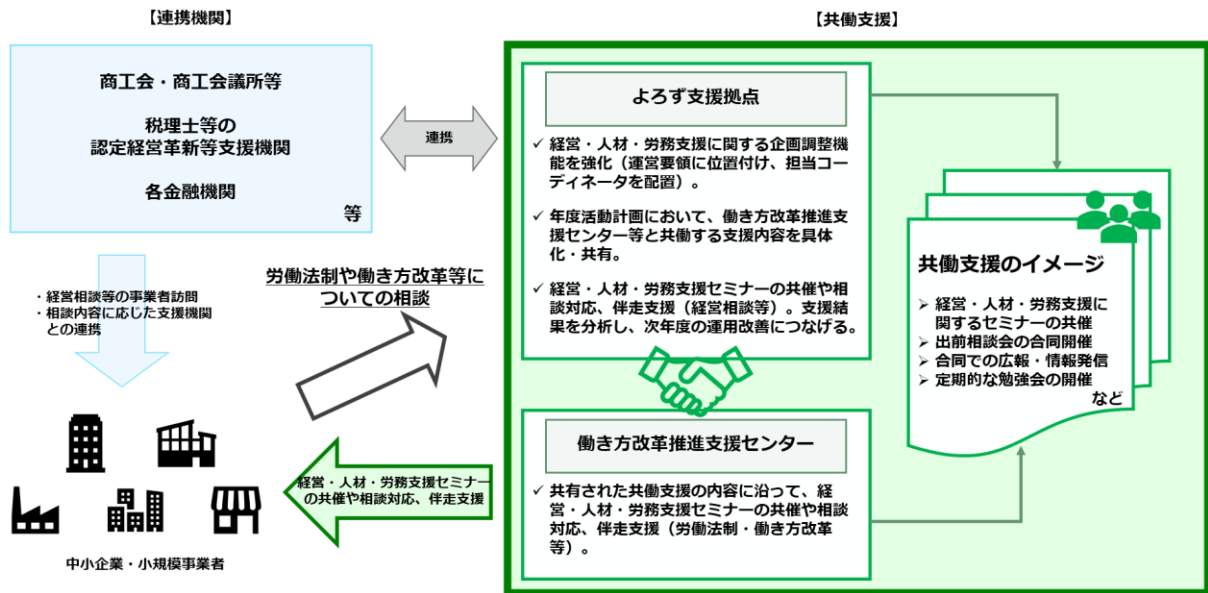 【連携機関】
商工会・商工会議所等
税理士等の
認定経営革新等支援機関
各金融機関
等
連携
・経営相談等の事業者訪問
・相談内容に応じた支援機関
との連携
労働法制や働き方改革等に
ついての相談
経営・人材・労務支援セミナー
の共催や相談対応、伴走支援
中小企業・小規模事業者
【共働支援】
よろず支援拠点
✓ 経営・人材・労務支援に関する企画調整機
能を強化（運営要領に位置付け、担当コー
ディネータを配置）。
✓ 年度活動計画において、働き方改革推進支
援センター等と共働する支援内容を具体
化・共有。
✓ 経営・人材・労務支援セミナーの共催や相
談対応、伴走支援（経営相談等）。支援結
果を分析し、次年度の運用改善につなげる。
働き方改革推進支援センター
✓ 共有された共働支援の内容に沿って、経
営・人材・労務支援セミナーの共催や相談
対応、伴走支援（労働法制・働き方改革
等）。
共働支援のイメージ
➢ 経営・人材・労務支援に
関するセミナーの共催
➢ 出前相談会の合同開催
➢ 合同での広報・情報発信
➢ 定期的な勉強会の開催
など